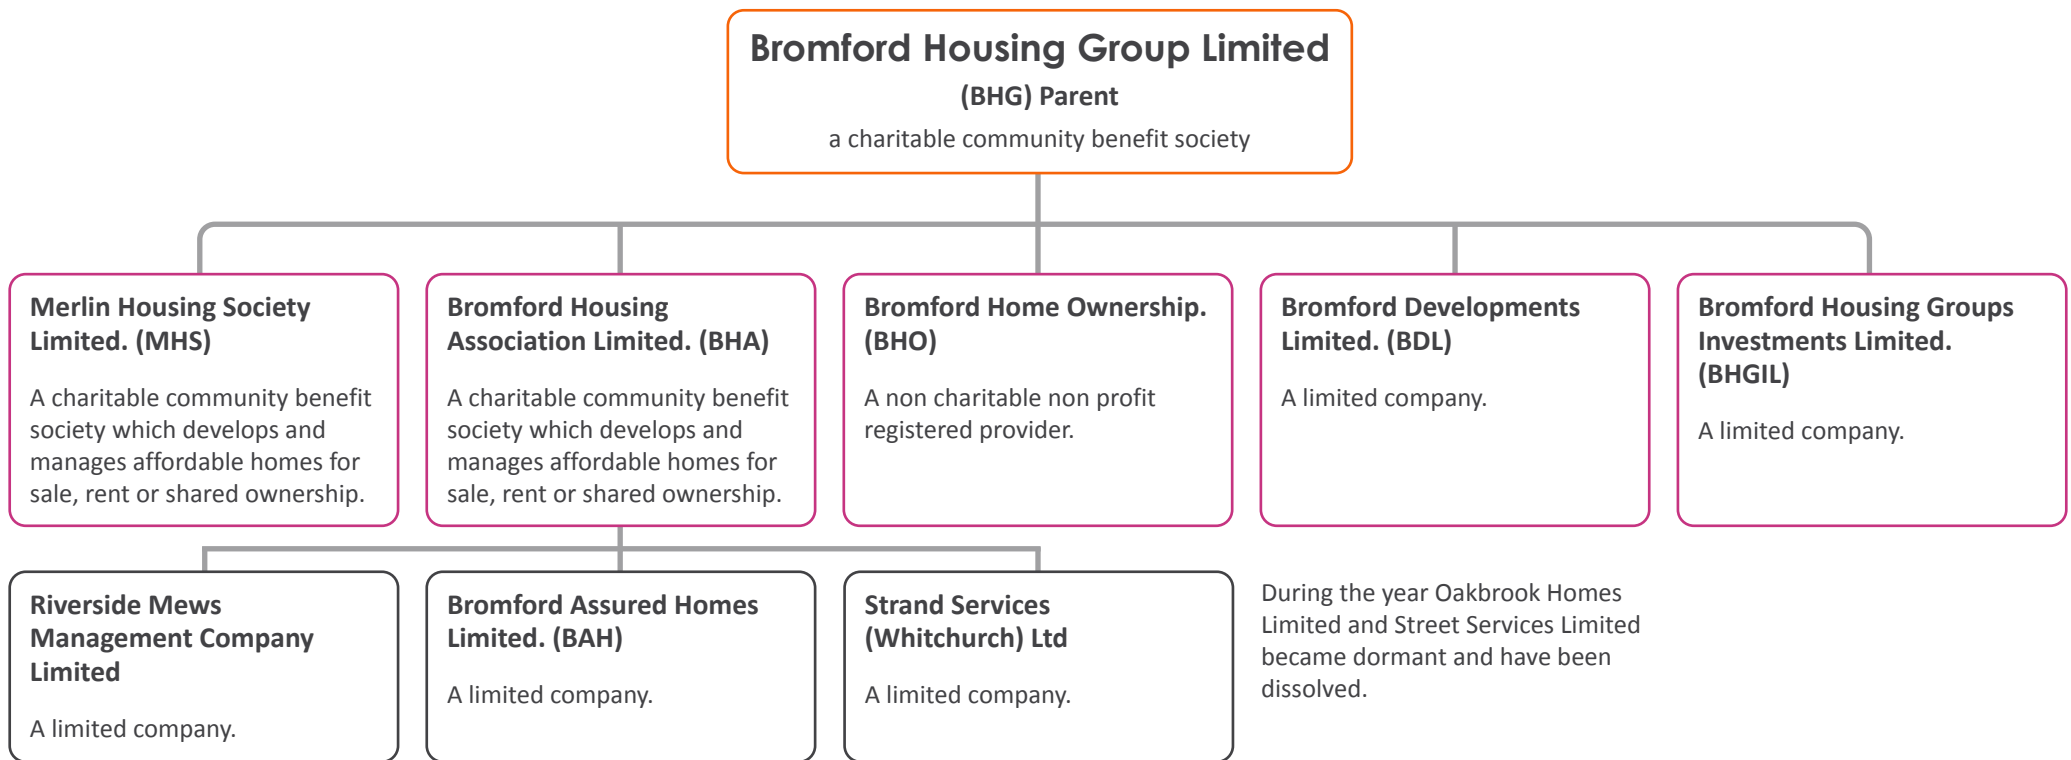 Bromford Housing Group Limited
(BHG) Parent
a charitable community benefit society
Merlin Housing Society
Limited. (MHS)
A charitable community benefit
society which develops and
manages affordable homes for
sale, rent or shared ownership.
Bromford Housing
Association Limited. (BHA)
A charitable community benefit
society which develops and
manages affordable homes for
sale, rent or shared ownership.
Bromford Home Ownership.
(BHO)
A non charitable non profit
registered provider.
Bromford Developments
Limited. (BDL)
A limited company.
Bromford Housing Groups
Investments Limited.
(BHGIL)
A limited company.
Riverside Mews
Management Company
Limited
A limited company.
Bromford Assured Homes
Limited. (BAH)
A limited company.
Strand Services
(Whitchurch) Ltd
A limited company.
During the year Oakbrook Homes
Limited and Street Services Limited
became dormant and have been
dissolved.